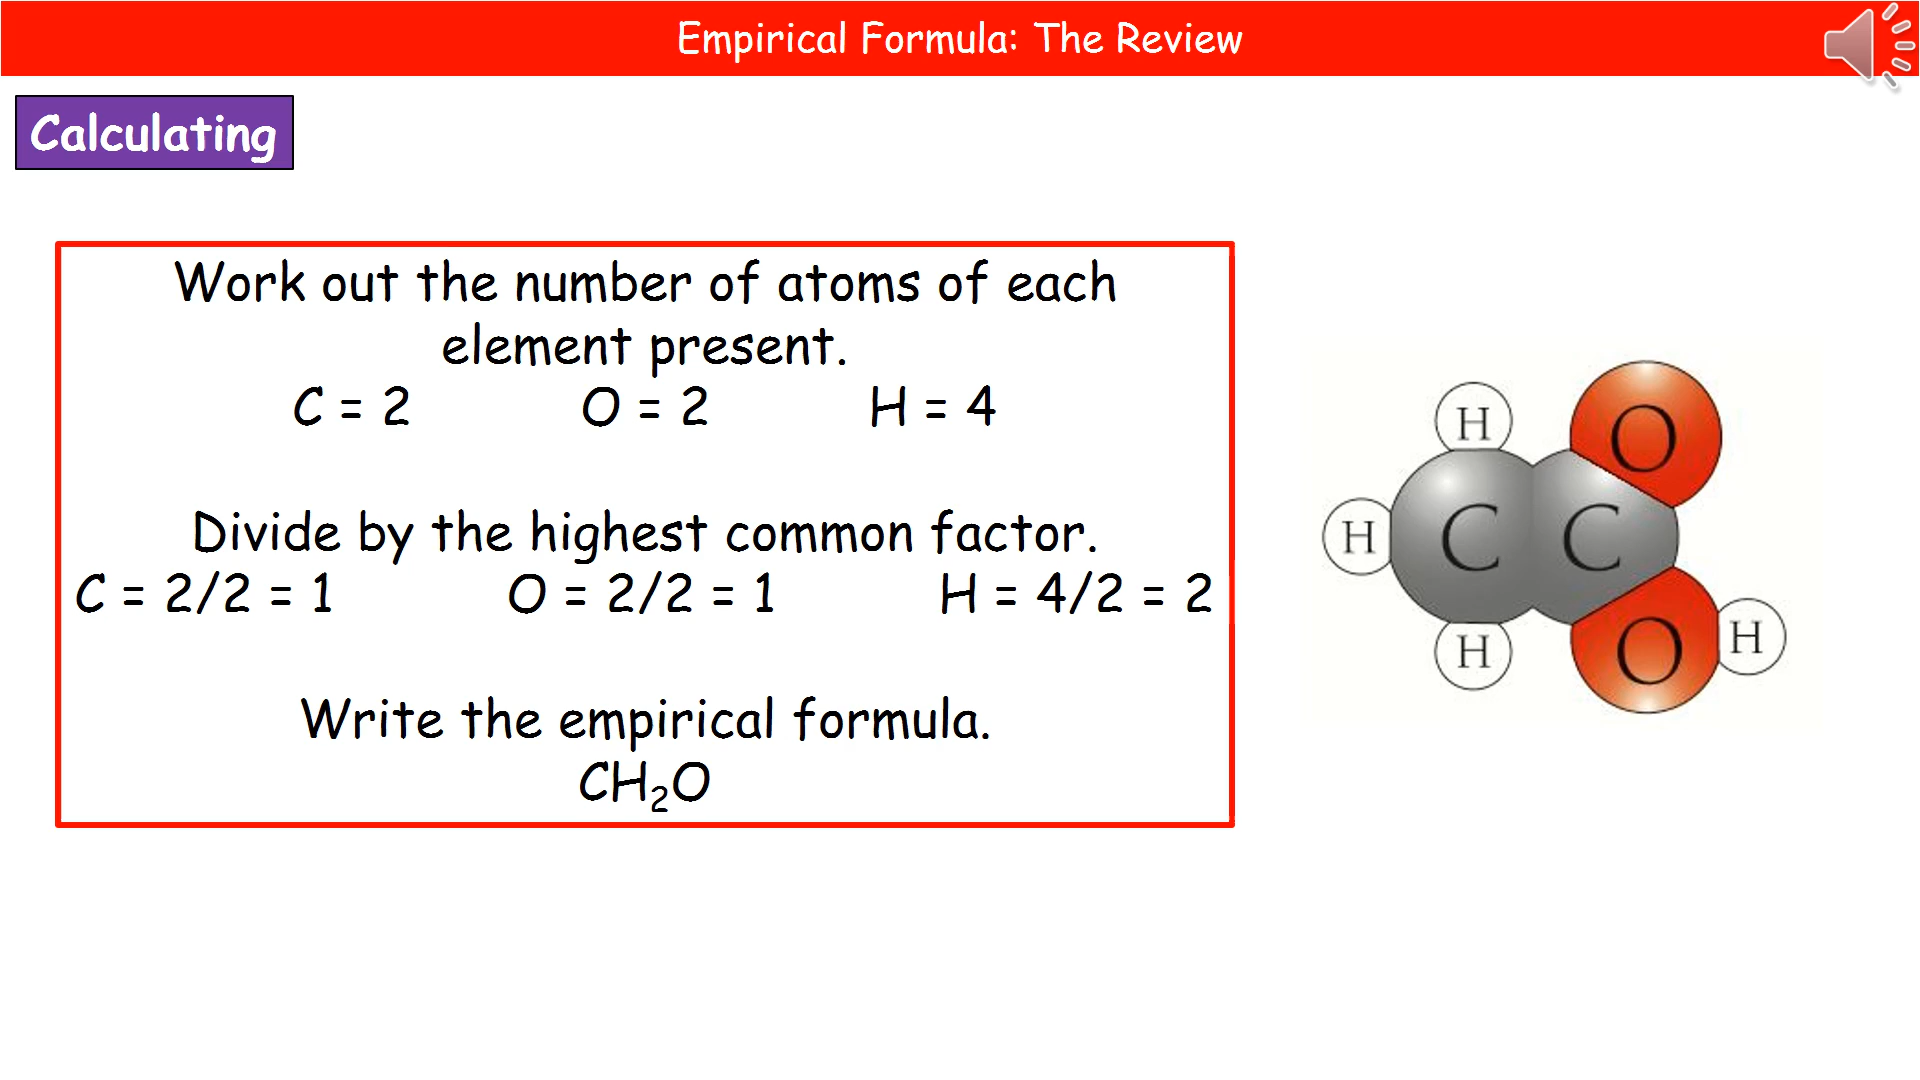 Empirical Formula: The Review
Calculating
Work out the number of atoms of each
element present.
C = 2 O = 2 H = 4
Divide by the highest common factor.
C = 2/2 = 1 O = 2/2 = 1 H = 4/2 = 2
Write the empirical formula.
CH₂O
H
O
H
C
C
H
O
H